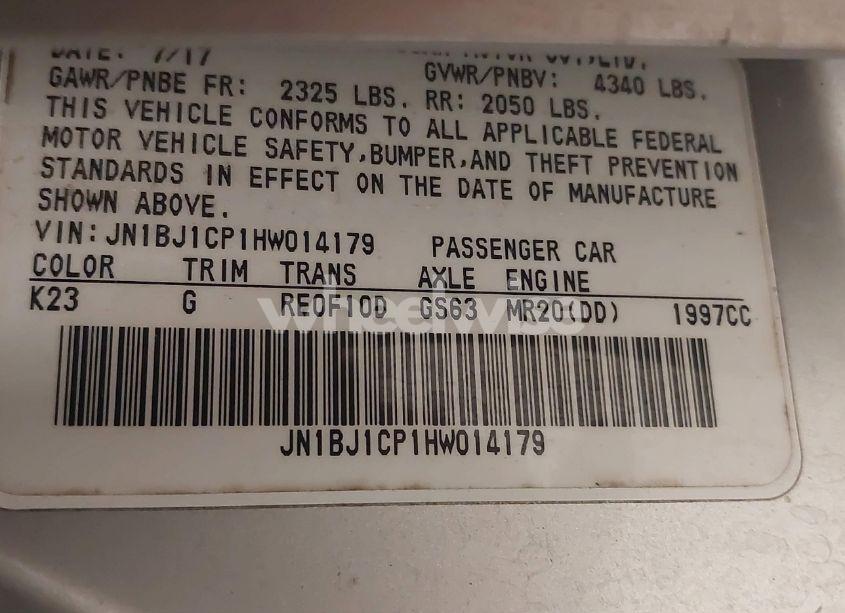 DATE: 7/17
GAWR/PNBE FR: 2325 LBS. RR: 2050 LBS. GVWR/PNBV: 4340 LBS.
THIS VEHICLE CONFORMS TO ALL APPLICABLE FEDERAL
MOTOR VEHICLE SAFETY,BUMPER,AND THEFT PREVENTION
STANDARDS IN EFFECT ON THE DATE OF MANUFACTURE
SHOWN ABOVE.
VIN:JN1BJ1CP1HW014179 PASSENGER CAR
COLOR TRIM TRANS AXLE ENGINE
K23 G RE0F10D GS63 MR20(DD) 1997CC
JN1BJ1CP1HW014179